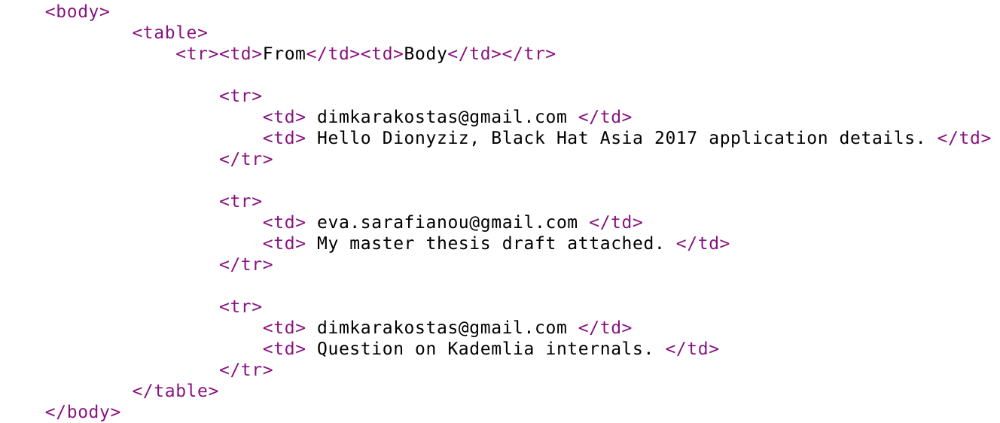 <body>
<table>
<tr><td>From</td><td>Body</td></tr>
<tr>
<td> dimkarakostas@gmail.com </td>
<td> Hello Dionyziz, Black Hat Asia 2017 application details. </td>
</tr>
<tr>
<td> eva.sarafianou@gmail.com </td>
<td> My master thesis draft attached. </td>
</tr>
<tr>
<td> dimkarakostas@gmail.com </td>
<td> Question on Kademlia internals. </td>
</tr>
</table>
</body>